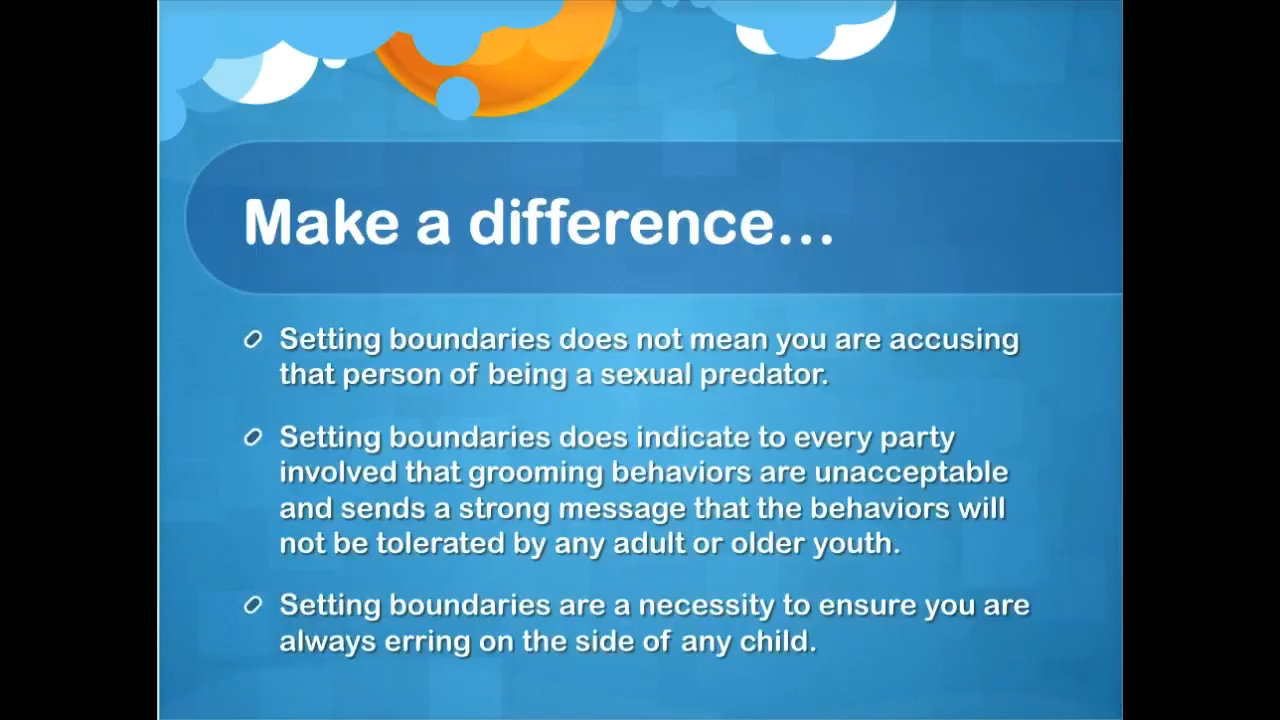 Make a difference...
Setting boundaries does not mean you are accusing
that person of being a sexual predator.
Setting boundaries does indicate to every party
involved that grooming behaviors are unacceptable
and sends a strong message that the behaviors will
not be tolerated by any adult or older youth.
Setting boundaries are a necessity to ensure you are
always erring on the side of any child.